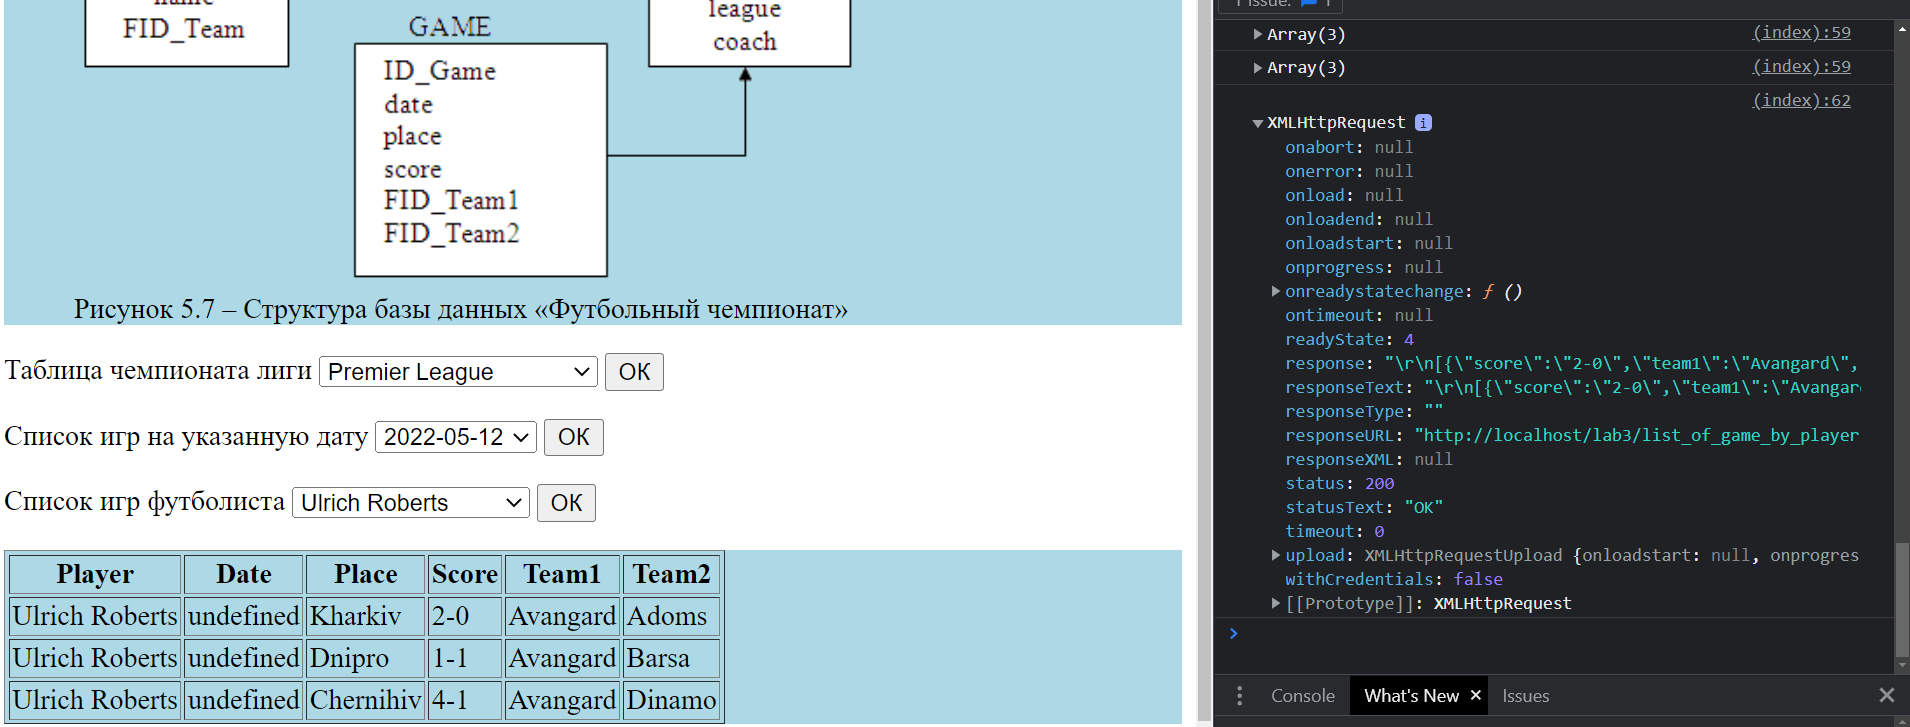 name
FID_Team
GAME
ID_Game
date
place
score
FID_Team1
FID_Team2
league
coach
Рисунок 5.7 – Структура базы данных «Футбольный чемпионат»
Таблица чемпионата лиги Premier League ОК
Список игр на указанную дату 2022-05-12 ОК
Список игр футболиста Ulrich Roberts ОК
Player Date Place Score Team1 Team2
Ulrich Roberts undefined Kharkiv 2-0 Avangard Adoms
Ulrich Roberts undefined Dnipro 1-1 Avangard Barsa
Ulrich Roberts undefined Chernihiv 4-1 Avangard Dinamo
1 Issue: 1
Array(3) (index):59
Array(3) (index):59
(index):62
XMLHttpRequest i
onabort: null
onerror: null
onload: null
onloadend: null
onloadstart: null
onprogress: null
onreadystatechange: ƒ ()
ontimeout: null
readyState: 4
response: "\r\n[{\"score\":\"2-0\",\"team1\":\"Avangard\",
responseText: "\r\n[{\"score\":\"2-0\",\"team1\":\"Avangar
responseType: ""
responseURL: "http://localhost/lab3/list_of_game_by_player
responseXML: null
status: 200
statusText: "OK"
timeout: 0
upload: XMLHttpRequestUpload {onloadstart: null, onprogres
withCredentials: false
[[Prototype]]: XMLHttpRequest
Console What's New × Issues